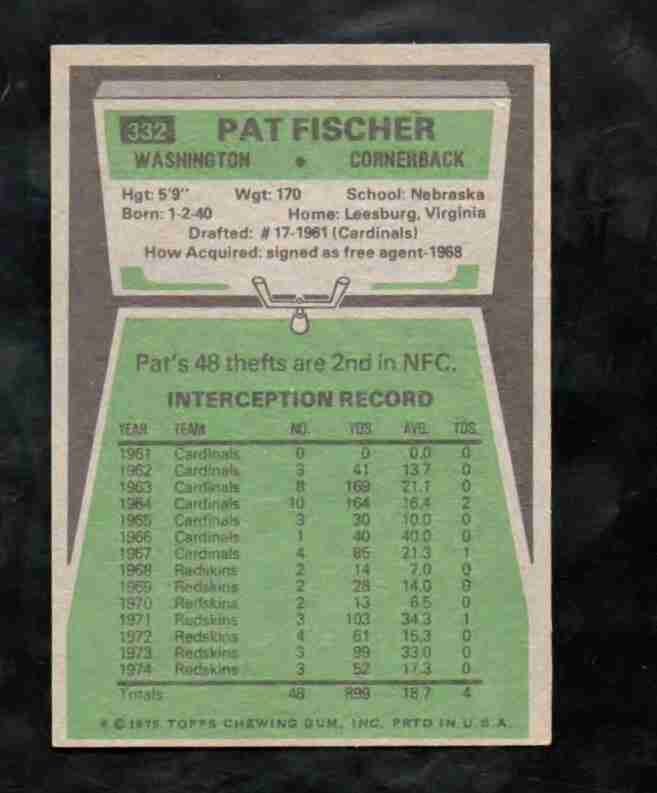 332 PAT FISCHER
WASHINGTON • CORNERBACK
Hgt: 5'9" Wgt: 170 School: Nebraska
Born: 1-2-40 Home: Leesburg, Virginia
Drafted: #17-1961 (Cardinals)
How Acquired: signed as free agent-1968
Pat's 48 thefts are 2nd in NFC.
INTERCEPTION RECORD
YEAR TEAM NO. YDS. AVG. TDS.
1961 Cardinals 0 0 0.0 0
1962 Cardinals 3 41 13.7 0
1963 Cardinals 8 169 21.1 0
1964 Cardinals 10 164 16.4 2
1965 Cardinals 3 30 10.0 0
1966 Cardinals 1 40 40.0 0
1967 Cardinals 4 85 21.3 1
1968 Redskins 2 14 7.0 0
1969 Redskins 2 28 14.0 0
1970 Redskins 2 13 6.5 0
1971 Redskins 3 103 34.3 1
1972 Redskins 4 61 15.3 0
1973 Redskins 3 99 33.0 0
1974 Redskins 3 52 17.3 0
Totals 48 899 18.7 4
* © 1975 TOPPS CHEWING GUM, INC. PRTD IN U.S.A.